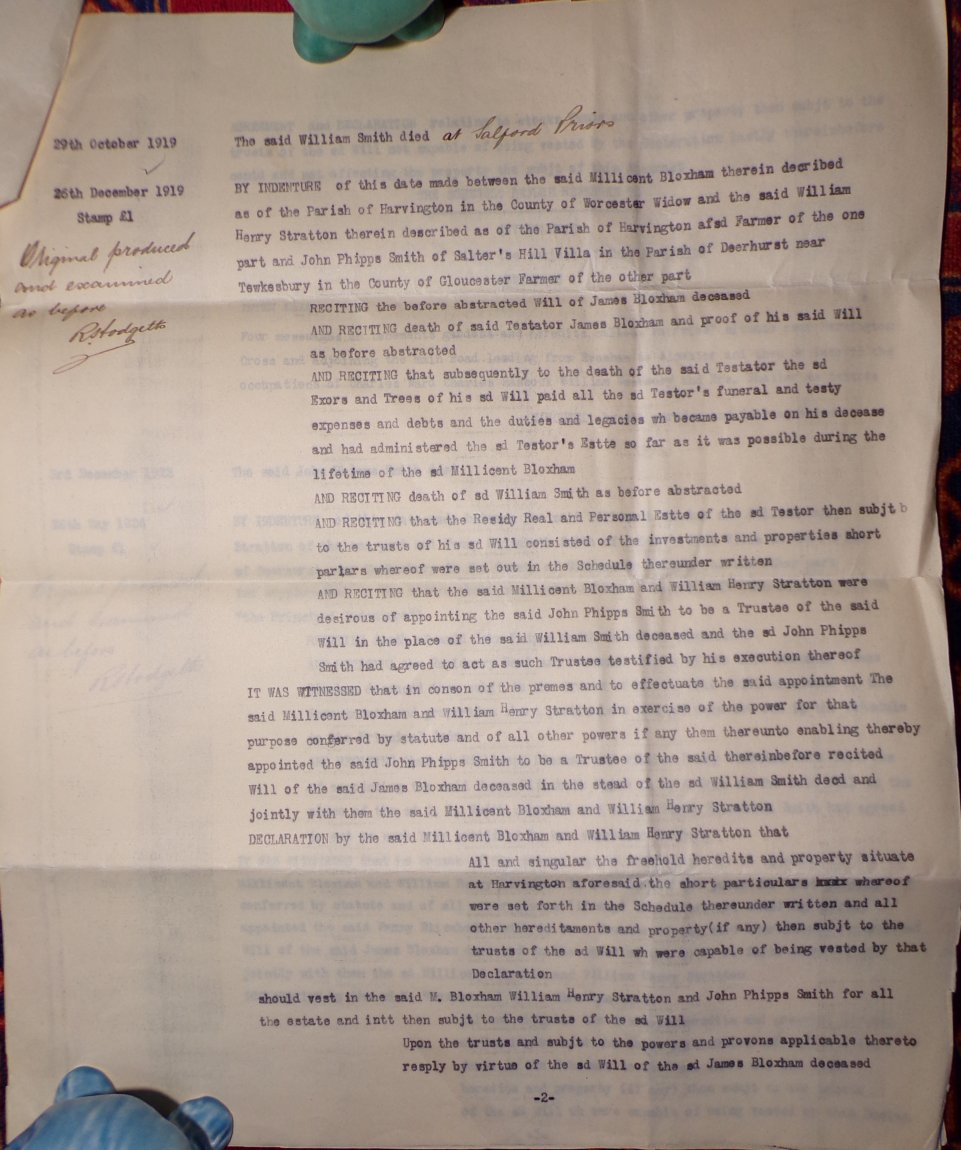 29th October 1919
The said William Smith died at Salford Priors
26th December 1919
Stamp £1
Original produced
and examined
as before
R. Hodgetts
BY INDENTURE of this date made between the said Millicent Bloxham therein decribed
as of the Parish of Harvington in the County of Worcester Widow and the said William
Henry Stratton therein described as of the Parish of Harvington afsd Farmer of the one
part and John Phipps Smith of Salter's Hill Villa in the Parish of Deerhurst near
Tewkesbury in the County of Gloucester Farmer of the other part
RECITING the before abstracted Will of James Bloxham deceased
AND RECITING death of said Testator James Bloxham and proof of his said Will
as before abstracted
AND RECITING that subsequently to the death of the said Testator the sd
Exors and Trees of his sd Will paid all the sd Testor's funeral and testy
expenses and debts and the duties and legacies wh became payable on his decease
and had administered the sd Testor's Estte so far as it was possible during the
lifetime of the sd Millicent Bloxham
AND RECITING death of sd William Smith as before abstracted
AND RECITING that the Residy Real and Personal Estte of the sd Testor then subjt
to the trusts of his sd Will consisted of the investments and properties short
parlars whereof were set out in the Schedule thereunder written
AND RECITING that the said Millicent Bloxham and William Henry Stratton were
desirous of appointing the said John Phipps Smith to be a Trustee of the said
Will in the place of the said William Smith deceased and the sd John Phipps
Smith had agreed to act as such Trustee testified by his execution thereof
IT WAS WITNESSED that in conson of the premes and to effectuate the said appointment The
said Millicent Bloxham and William Henry Stratton in exercise of the power for that
purpose conferred by statute and of all other powers if any them thereunto enabling thereby
appointed the said John Phipps Smith to be a Trustee of the said thereinbefore recited
Will of the said James Bloxham deceased in the stead of the sd William Smith decd and
jointly with them the said Millicent Bloxham and William Henry Stratton
DECLARATION by the said Millicent Bloxham and William Henry Stratton that
All and singular the freehold heredits and property situate
at Harvington aforesaid the short particulars whereof
were set forth in the Schedule thereunder written and all
other hereditaments and property(if any) then subjt to the
trusts of the sd Will wh were capable of being vested by that
Declaration
should vest in the said M. Bloxham William Henry Stratton and John Phipps Smith for all
the estate and intt then subjt to the trusts of the sd Will
Upon the trusts and subjt to the powers and provons applicable thereto
resply by virtue of the sd Will of the sd James Bloxham deceased
-2-